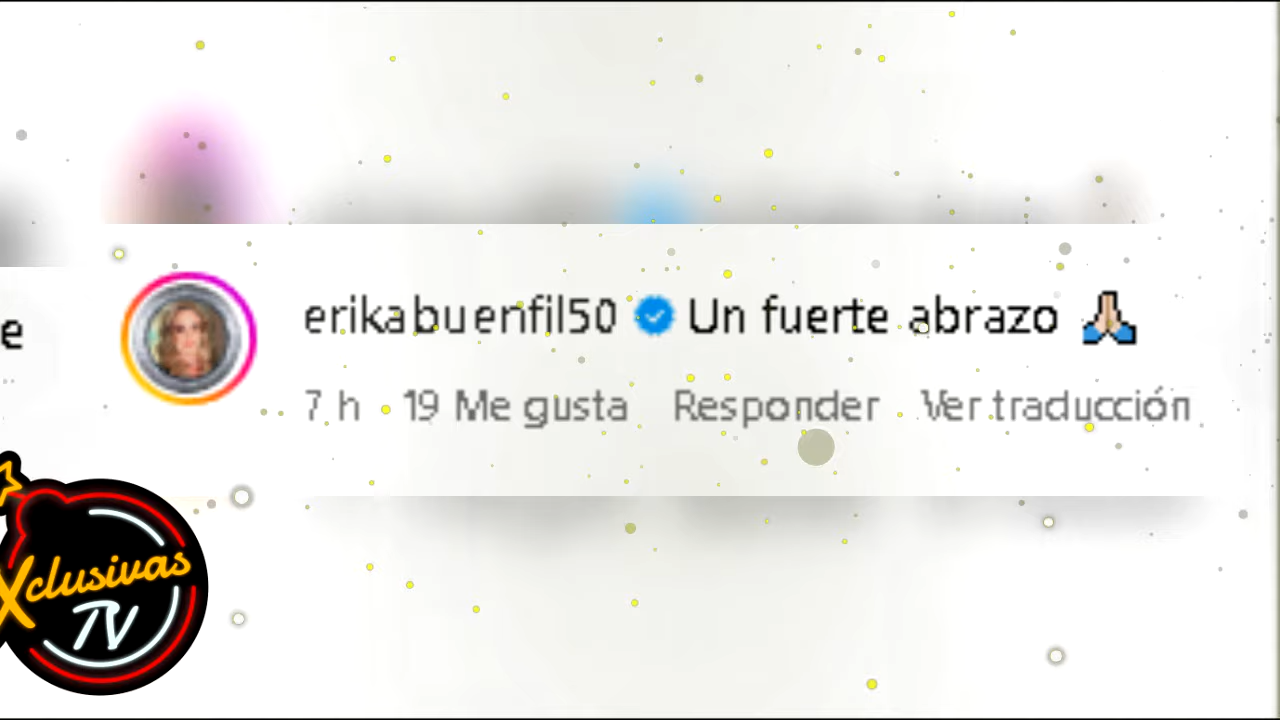 e
erikabuenfil50 Un fuerte abrazo 🙏🏼
7 h 19 Me gusta Responder Ver traducción
Xclusivas
TV